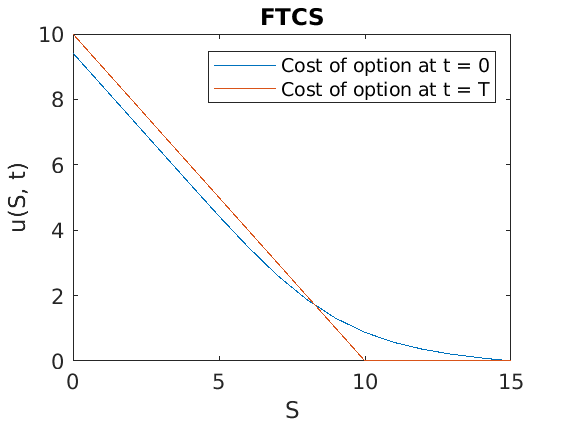 FTCS
10
8
6
4
2
0
u(S, t)
Cost of option at t = 0
Cost of option at t = T
0 5 10 15
S